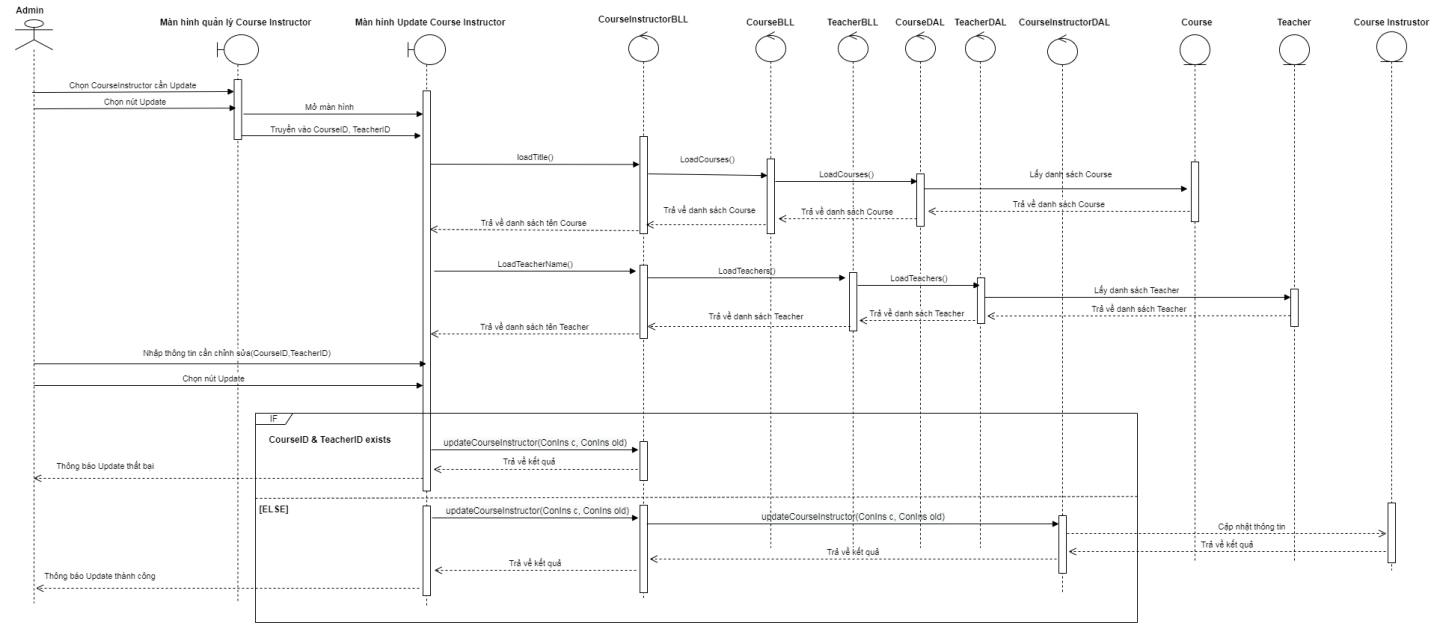 Admin
Màn hình quản lý Course Instructor
Màn hình Update Course Instructor
CourseInstructorBLL
CourseBLL
TeacherBLL
CourseDAL
TeacherDAL
CourseInstructorDAL
Course
Teacher
Course Instrustor
Chọn CourseInstructor cần Update
Chọn nút Update
Mở màn hình
Truyền vào CourseID, TeacherID
loadTitle()
LoadCourses()
LoadCourses()
Lấy danh sách Course
Trả về danh sách Course
Trả về danh sách Course
Trả về danh sách Course
Trả về danh sách tên Course
LoadTeacherName()
LoadTeachers()
LoadTeachers()
Lấy danh sách Teacher
Trả về danh sách Teacher
Trả về danh sách Teacher
Trả về danh sách Teacher
Trả về danh sách tên Teacher
Nhập thông tin cần chỉnh sửa(CourseID,TeacherID)
Chọn nút Update
IF
CourseID & TeacherID exists
updateCourseInstructor(ConIns c, ConIns old)
Trả về kết quả
Thông báo Update thất bại
[ELSE]
updateCourseInstructor(ConIns c, ConIns old)
updateCourseInstructor(ConIns c, ConIns old)
Cập nhật thông tin
Trả về kết quả
Trả về kết quả
Trả về kết quả
Thông báo Update thành công